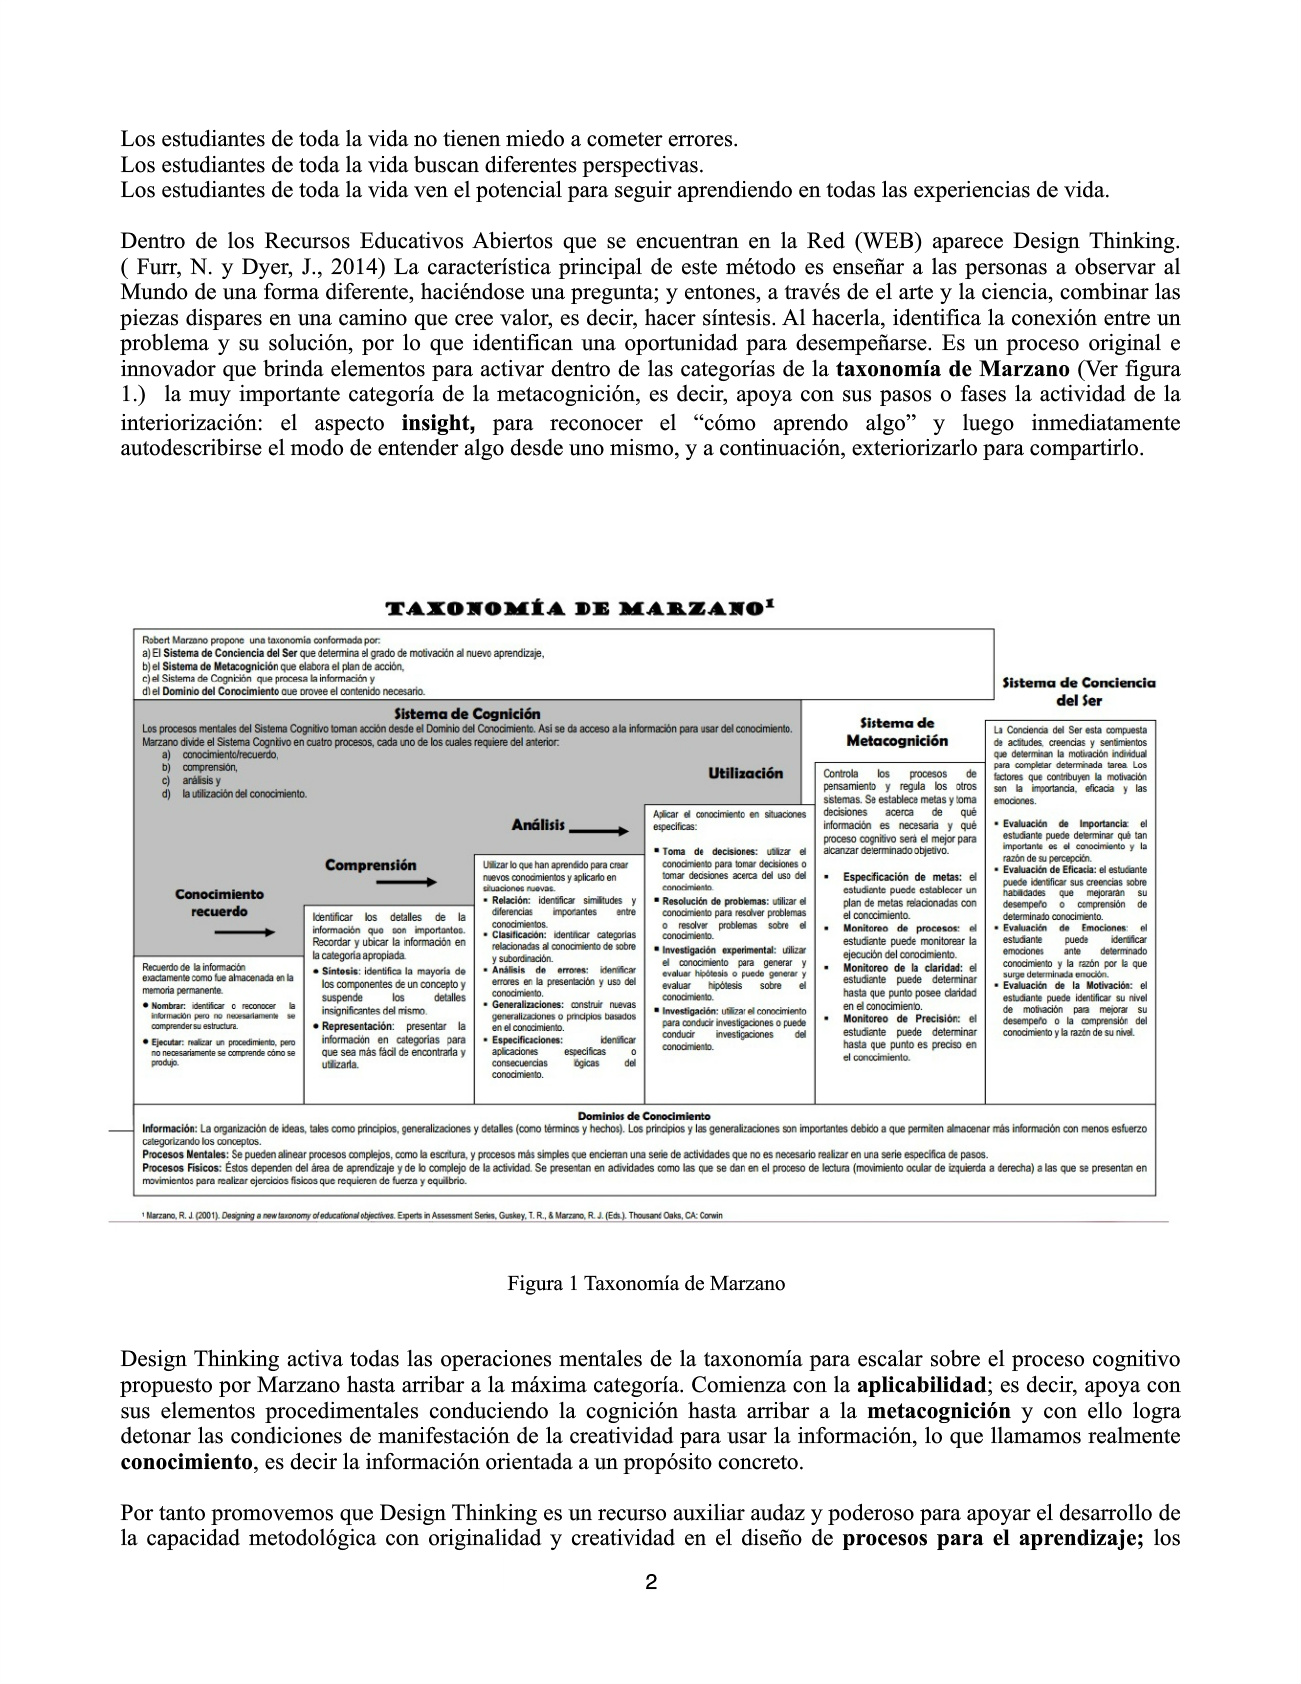 Los estudiantes de toda la vida no tienen miedo a cometer errores.
Los estudiantes de toda la vida buscan diferentes perspectivas.
Los estudiantes de toda la vida ven el potencial para seguir aprendiendo en todas las experiencias de vida.
Dentro de los Recursos Educativos Abiertos que se encuentran en la Red (WEB) aparece Design Thinking.
( Furr, N. y Dyer, J., 2014) La característica principal de este método es enseñar a las personas a observar al
Mundo de una forma diferente, haciéndose una pregunta; y entones, a través de el arte y la ciencia, combinar las
piezas dispares en una camino que cree valor, es decir, hacer síntesis. Al hacerla, identifica la conexión entre un
problema y su solución, por lo que identifican una oportunidad para desempeñarse. Es un proceso original e
innovador que brinda elementos para activar dentro de las categorías de la taxonomía de Marzano (Ver figura
1.) la muy importante categoría de la metacognición, es decir, apoya con sus pasos o fases la actividad de la
interiorización: el aspecto insight, para reconocer el “cómo aprendo algo” y luego inmediatamente
autodescribirse el modo de entender algo desde uno mismo, y a continuación, exteriorizarlo para compartirlo.
TAXONOMÍA DE MARZANO¹
Robert Marzano propone una taxonomía conformada por:
a) El Sistema de Conciencia del Ser que determina el grado de motivación al nuevo aprendizaje,
b) el Sistema de Metacognición que elabora el plan de acción,
c) el Sistema de Cognición que procesa la información y
d) el Dominio del Conocimiento que provee el contenido necesario.
Sistema de Cognición
Los procesos mentales del Sistema Cognitivo toman acción desde el Dominio del Conocimiento. Asi se da acceso a la información para usar del conocimiento.
Marzano divide el Sistema Cognitivo en cuatro procesos, cada uno de los cuales requiere del anterior:
a) conocimiento/recuerdo,
b) comprensión,
c) análisis y
d) la utilización del conocimiento.
Conocimiento
recuerdo
Recuerdo de la información
exactamente como fue almacenada en la
memoria permanente.
● Nombrar: identificar o reconocer la
información pero no necesariamente se
comprender su estructura.
● Ejecutar: realizar un procedimiento, pero
no necesariamente se comprende cómo se
produjo.
Comprensión
Identificar los detalles de la
información que son importantes.
Recordar y ubicar la información en
la categoría apropiada.
● Síntesis: identifica la mayoría de
los componentes de un concepto y
suspende los detalles
insignificantes del mismo.
● Representación: presentar la
información en categorías para
que sea más fácil de encontrarla y
utilizarla.
Análisis
Utilizar lo que han aprendido para crear
nuevos conocimientos y aplicarlo en
situaciones nuevas.
▪ Relación: identificar similitudes y
diferencias importantes entre
conocimientos.
▪ Clasificación: identificar categorías
relacionadas al conocimiento de sobre
y subordinación.
▪ Análisis de errores: identificar
errores en la presentación y uso del
conocimiento.
▪ Generalizaciones: construir nuevas
generalizaciones o principios basados
en el conocimiento.
▪ Especificaciones: identificar
aplicaciones especificas o
consecuencias lógicas del
conocimiento.
Utilización
Aplicar el conocimiento en situaciones
especificas:
▪ Toma de decisiones: utilizar el
conocimiento para tomar decisiones o
tomar decisiones acerca del uso del
conocimiento.
▪ Resolución de problemas: utilizar el
conocimiento para resolver problemas
o resolver problemas sobre el
conocimiento.
▪ Investigación experimental: utilizar
el conocimiento para generar y
evaluar hipótesis o puede generar y
evaluar hipótesis sobre el
conocimiento.
▪ Investigación: utilizar el conocimiento
para conducir investigaciones o puede
conducir investigaciones del
conocimiento.
Sistema de
Metacognición
Controla los procesos de
pensamiento y regula los otros
sistemas. Se establece metas y toma
decisiones acerca de qué
información es necesaria y qué
proceso cognitivo será el mejor para
alcanzar determinado objetivo.
▪ Especificación de metas: el
estudiante puede establecer un
plan de metas relacionadas con
el conocimiento.
▪ Monitoreo de procesos: el
estudiante puede monitorear la
ejecución del conocimiento.
▪ Monitoreo de la claridad: el
estudiante puede determinar
hasta que punto posee claridad
en el conocimiento.
▪ Monitoreo de Precisión: el
estudiante puede determinar
hasta que punto es preciso en
el conocimiento.
Sistema de Conciencia
del Ser
La Conciencia del Ser esta compuesta
de actitudes, creencias y sentimientos
que determinan la motivación individual
para completar determinada tarea. Los
factores que contribuyen la motivación
son la importancia, eficacia y las
emociones.
▪ Evaluación de Importancia: el
estudiante puede determinar qué tan
importante es el conocimiento y la
razón de su percepción.
▪ Evaluación de Eficacia: el estudiante
puede identificar sus creencias sobre
habilidades que mejorarán su
desempeño o comprensión de
determinado conocimiento.
▪ Evaluación de Emociones: el
estudiante puede identificar
emociones ante determinado
conocimiento y la razón por la que
surge determinada emoción.
▪ Evaluación de la Motivación: el
estudiante puede identificar su nivel
de motivación para mejorar su
desempeño o la comprensión del
conocimiento y la razón de su nivel.
Dominios de Conocimiento
Información: La organización de ideas, tales como principios, generalizaciones y detalles (como términos y hechos). Los principios y las generalizaciones son importantes debido a que permiten almacenar más información con menos esfuerzo
categorizando los conceptos.
Procesos Mentales: Se pueden alinear procesos complejos, como la escritura, y procesos más simples que encierran una serie de actividades que no es necesario realizar en una serie especifica de pasos.
Procesos Físicos: Éstos dependen del área de aprendizaje y de lo complejo de la actividad. Se presentan en actividades como las que se dan en el proceso de lectura (movimiento ocular de izquierda a derecha) a las que se presentan en
movimientos para realizar ejercicios físicos que requieren de fuerza y equilibrio.
¹ Marzano, R. J. (2001). Designing a new taxonomy of educational objectives. Experts in Assessment Series, Guskey, T. R., & Marzano, R. J. (Eds.). Thousand Oaks, CA: Corwin
Figura 1 Taxonomía de Marzano
Design Thinking activa todas las operaciones mentales de la taxonomía para escalar sobre el proceso cognitivo
propuesto por Marzano hasta arribar a la máxima categoría. Comienza con la aplicabilidad; es decir, apoya con
sus elementos procedimentales conduciendo la cognición hasta arribar a la metacognición y con ello logra
detonar las condiciones de manifestación de la creatividad para usar la información, lo que llamamos realmente
conocimiento, es decir la información orientada a un propósito concreto.
Por tanto promovemos que Design Thinking es un recurso auxiliar audaz y poderoso para apoyar el desarrollo de
la capacidad metodológica con originalidad y creatividad en el diseño de procesos para el aprendizaje; los
2